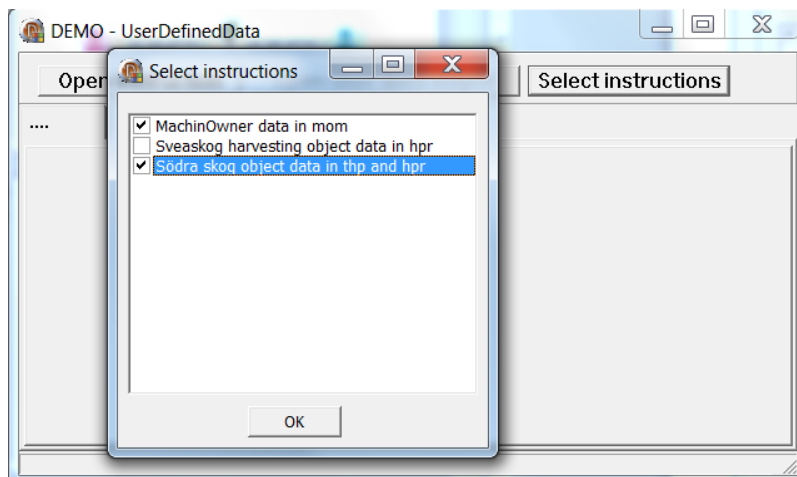 DEMO - UserDefinedData
Select instructions
Open
Select instructions
....
MachinOwner data in mom
Sveaskog harvesting object data in hpr
Södra skog object data in thp and hpr
OK